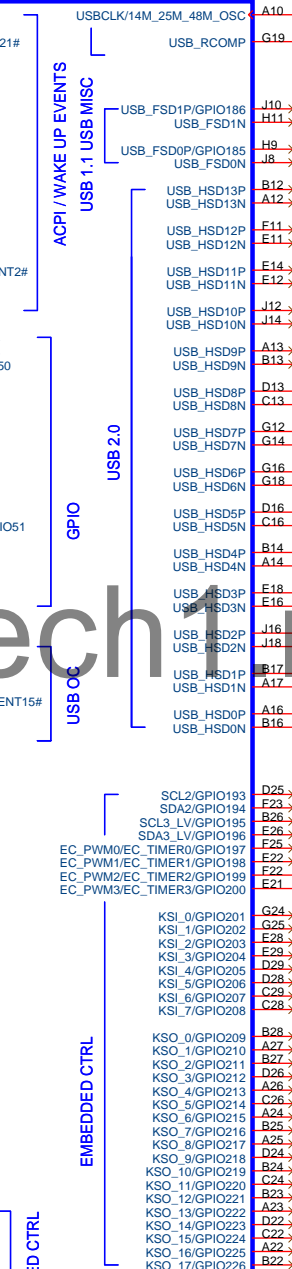 USBCLK/14M_25M_48M_OSC A10
21#
USB_RCOMP G19
ACPI / WAKE UP EVENTS
USB 1.1 USB MISC
USB_FSD1P/GPIO186 J10
USB_FSD1N H11
USB_FSD0P/GPIO185 H9
USB_FSD0N J8
USB_HSD13P B12
USB_HSD13N A12
USB_HSD12P F11
USB_HSD12N E11
NT2#
USB_HSD11P E14
USB_HSD11N E12
USB_HSD10P J12
USB_HSD10N J14
USB_HSD9P A13
50
USB_HSD9N B13
USB_HSD8P D13
USB_HSD8N C13
USB 2.0
USB_HSD7P G12
USB_HSD7N G14
USB_HSD6P G16
USB_HSD6N G18
GPIO
USB_HSD5P D16
IO51
USB_HSD5N C16
USB_HSD4P B14
USB_HSD4N A14
USB_HSD3P E18
USB_HSD3N E16
ech1
USB_HSD2P J16
USB_HSD2N J18
USB OC
USB_HSD1P B17
USB_HSD1N A17
ENT15#
USB_HSD0P A16
USB_HSD0N B16
SCL2/GPIO193 D25
SDA2/GPIO194 F23
SCL3_LV/GPIO195 B26
SDA3_LV/GPIO196 E26
EC_PWM0/EC_TIMER0/GPIO197 F25
EC_PWM1/EC_TIMER1/GPIO198 E22
EC_PWM2/EC_TIMER2/GPIO199 F22
EC_PWM3/EC_TIMER3/GPIO200 E21
KSI_0/GPIO201 G24
KSI_1/GPIO202 G25
KSI_2/GPIO203 E28
KSI_3/GPIO204 E29
KSI_4/GPIO205 D29
KSI_5/GPIO206 D28
KSI_6/GPIO207 C29
KSI_7/GPIO208 C28
EMBEDDED CTRL
KSO_0/GPIO209 B28
KSO_1/GPIO210 A27
KSO_2/GPIO211 B27
KSO_3/GPIO212 D26
KSO_4/GPIO213 A26
KSO_5/GPIO214 C26
KSO_6/GPIO215 A24
KSO_7/GPIO216 B25
KSO_8/GPIO217 A25
KSO_9/GPIO218 D24
KSO_10/GPIO219 B24
KSO_11/GPIO220 C24
KSO_12/GPIO221 B23
KSO_13/GPIO222 A23
KSO_14/GPIO223 D22
KSO_15/GPIO224 C22
KSO_16/GPIO225 A22
KSO_17/GPIO226 B22
ED CTRL